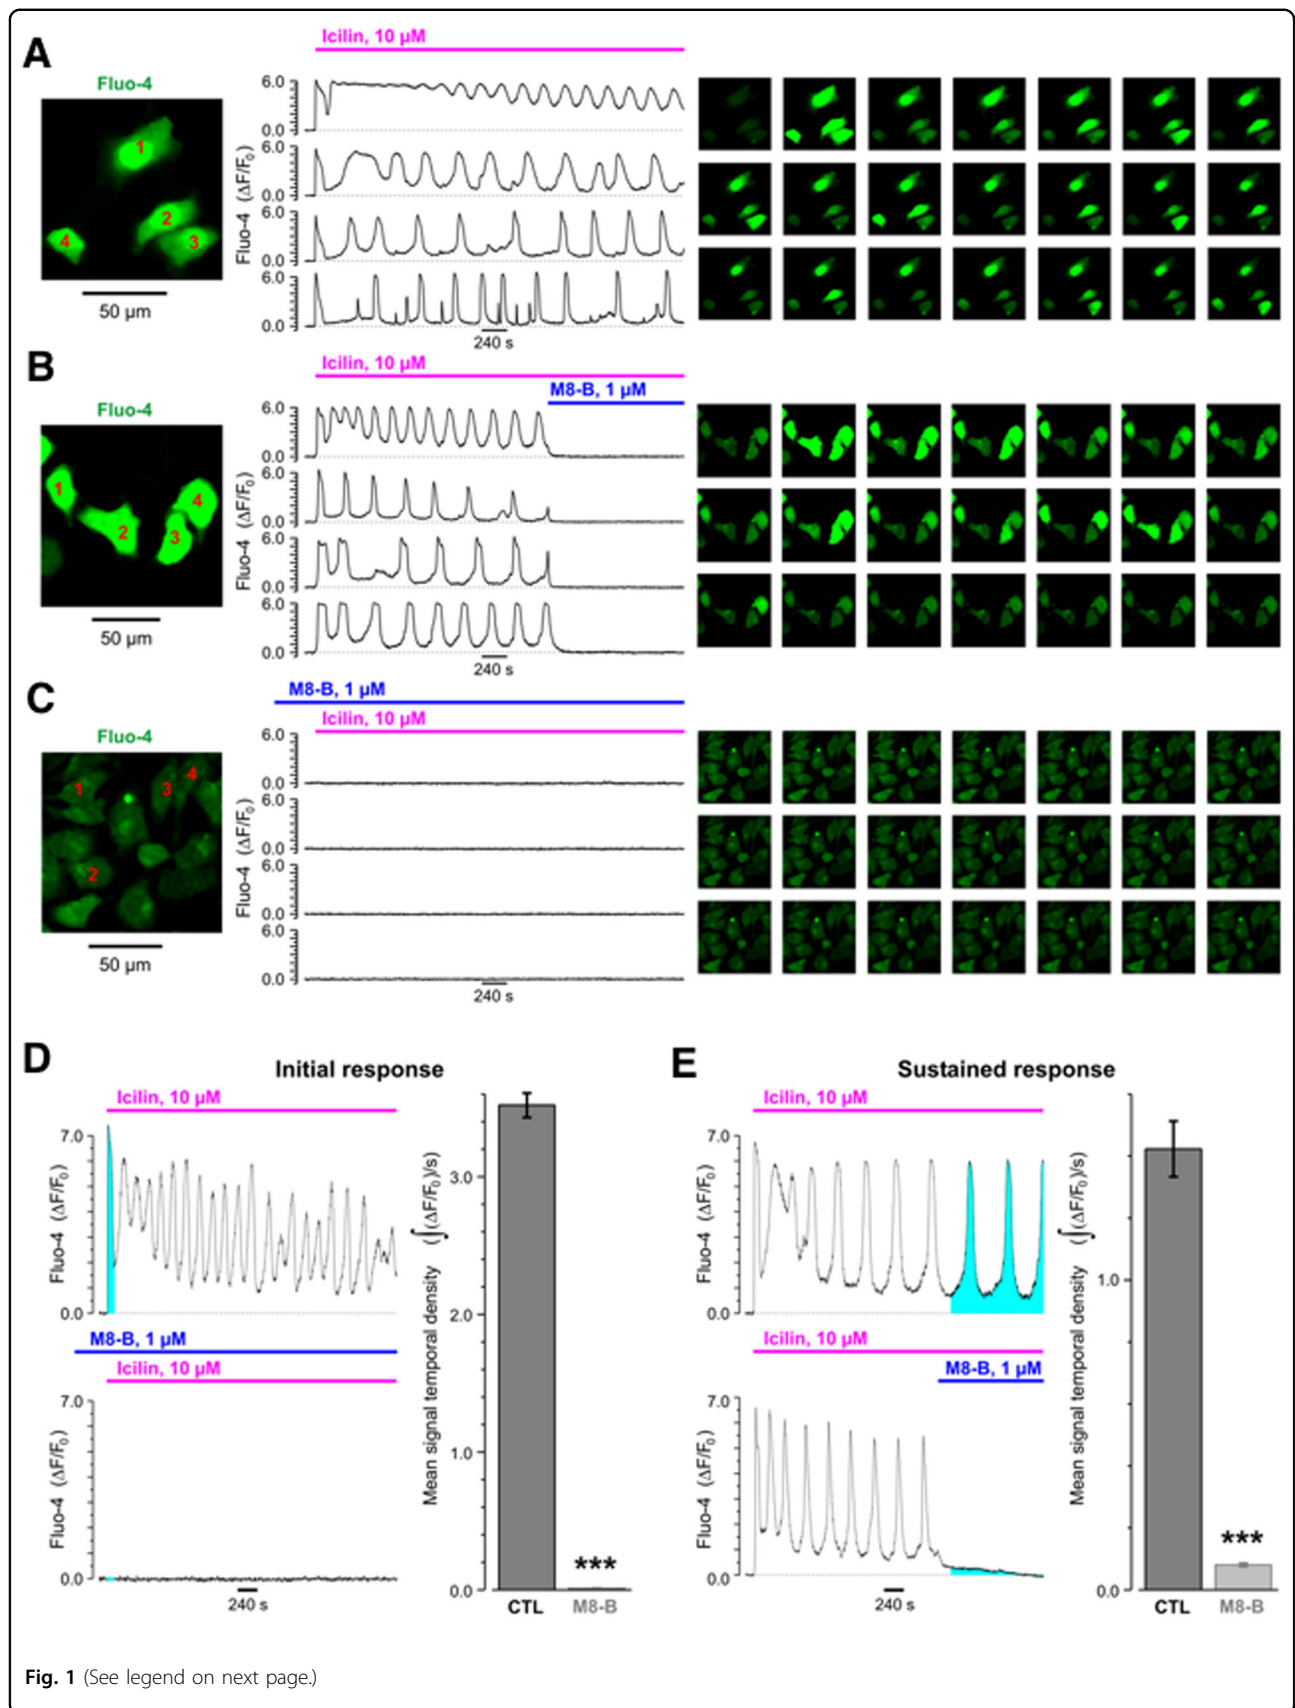 A
Icilin, 10 µM
Fluo-4
1
2
3
4
50 µm
Fluo-4 (ΔF/F0)
6.0
0.0
6.0
0.0
6.0
0.0
6.0
0.0
240 s
B
Icilin, 10 µM
M8-B, 1 µM
Fluo-4
1
2
3
4
50 µm
Fluo-4 (ΔF/F0)
Fluo-4 (ΔF/F0)
6.0
0.0
6.0
0.0
6.0
0.0
6.0
0.0
240 s
C
M8-B, 1 µM
Icilin, 10 µM
Fluo-4
1
2
3
4
50 µm
Fluo-4 (ΔF/F0)
6.0
0.0
6.0
0.0
6.0
0.0
6.0
0.0
240 s
D
Initial response
Icilin, 10 µM
7.0
Fluo-4 (ΔF/F0)
0.0
M8-B, 1 µM
Icilin, 10 µM
7.0
Fluo-4 (ΔF/F0)
0.0
240 s
Mean signal temporal density (∫(ΔF/F0)/s)
3.0
2.0
1.0
0.0
***
CTL
M8-B
E
Sustained response
Icilin, 10 µM
7.0
Fluo-4 (ΔF/F0)
0.0
Icilin, 10 µM
M8-B, 1 µM
7.0
Fluo-4 (ΔF/F0)
0.0
240 s
Mean signal temporal density (∫(ΔF/F0)/s)
1.0
0.0
***
CTL
M8-B
Fig. 1 (See legend on next page.)